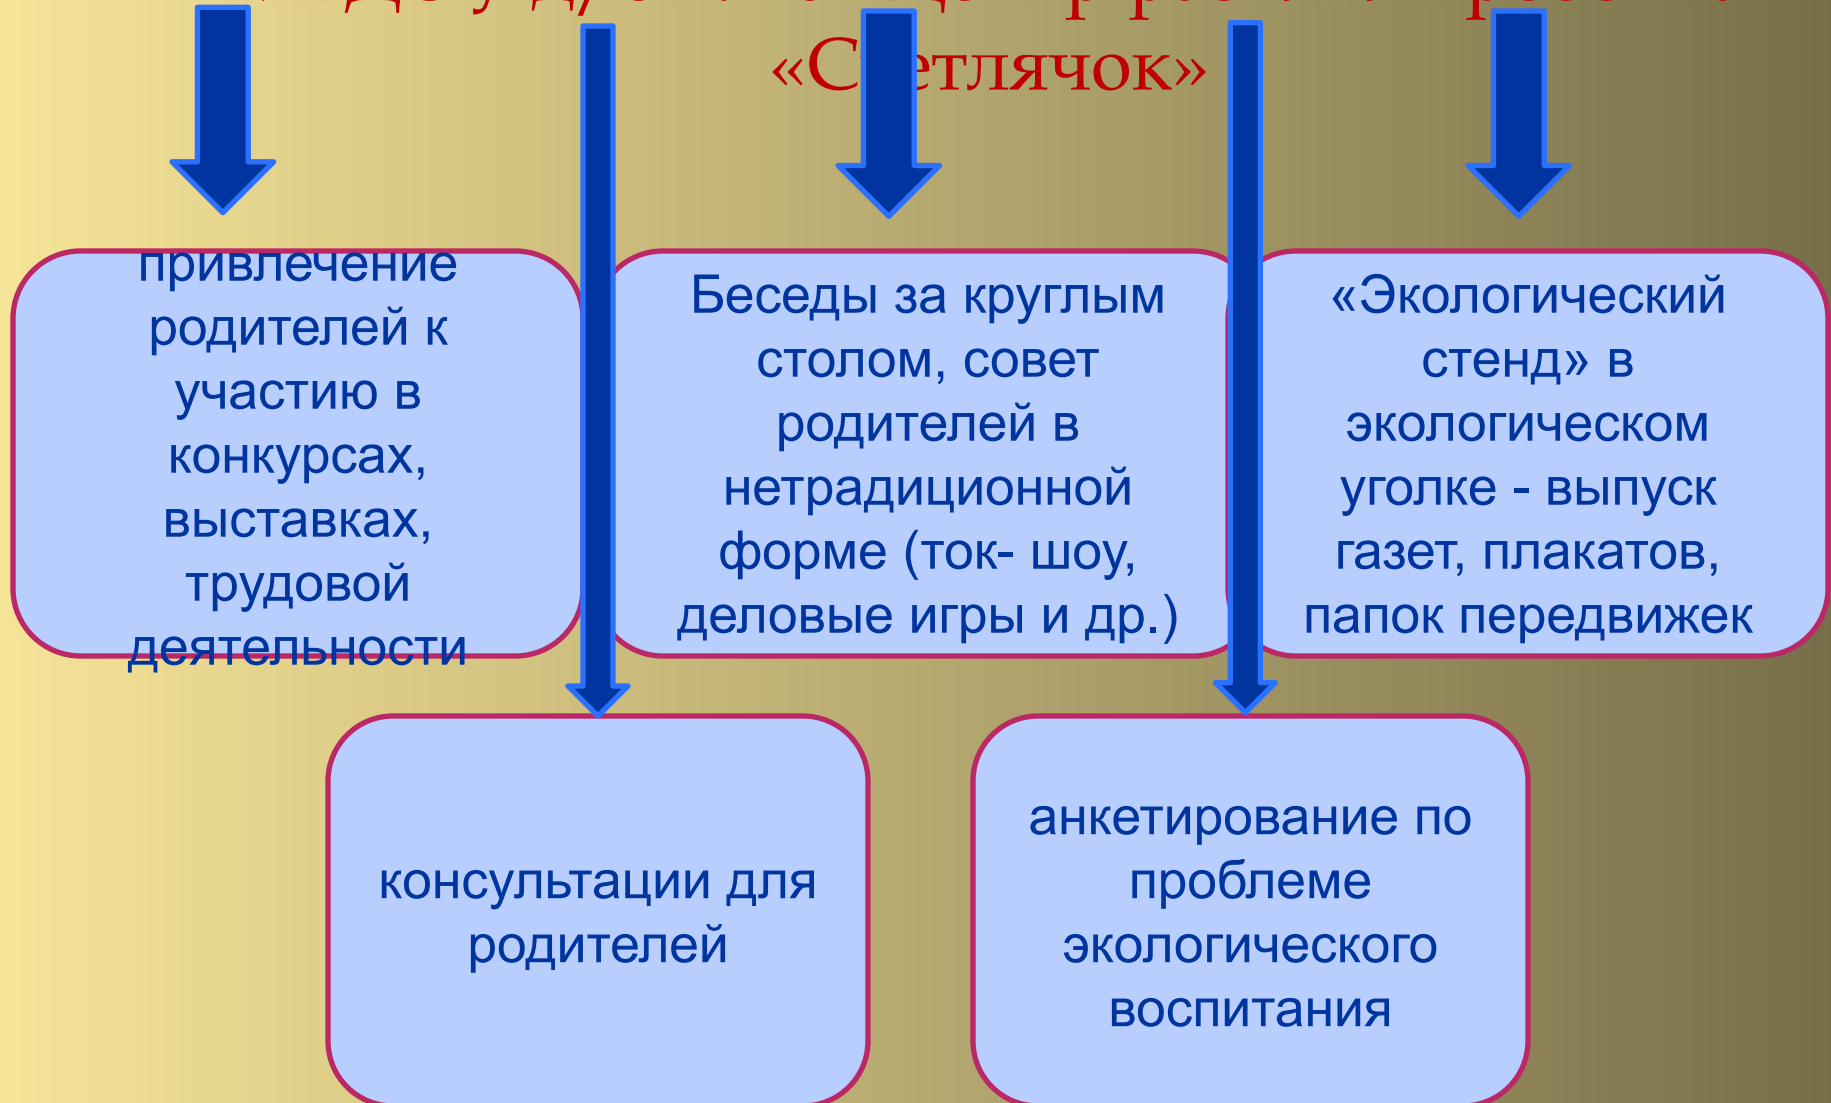 «Светлячок»
привлечение
родителей к
участию в
конкурсах,
выставках,
трудовой
деятельности
Беседы за круглым
столом, совет
родителей в
нетрадиционной
форме (ток- шоу,
деловые игры и др.)
«Экологический
стенд» в
экологическом
уголке - выпуск
газет, плакатов,
папок передвижек
консультации для
родителей
анкетирование по
проблеме
экологического
воспитания